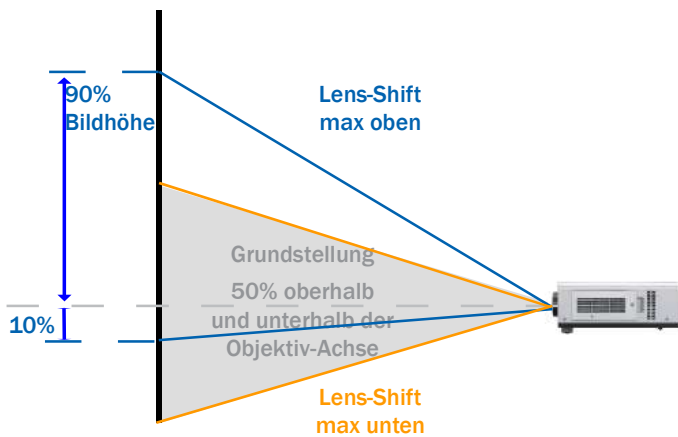 90%
Bildhöhe
Lens-Shift
max oben
Grundstellung
50% oberhalb
und unterhalb der
Objektiv-Achse
10%
Lens-Shift
max unten